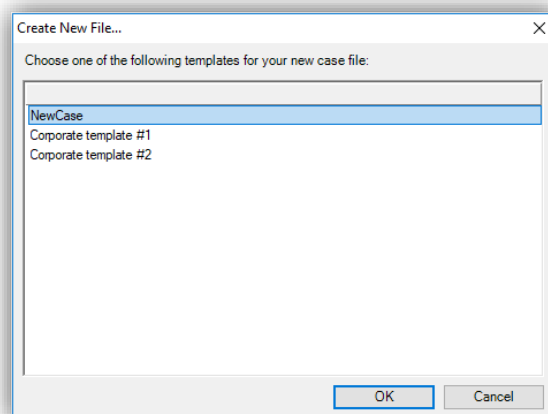 Create New File...
Choose one of the following templates for your new case file:
NewCase
Corporate template #1
Corporate template #2
OK
Cancel